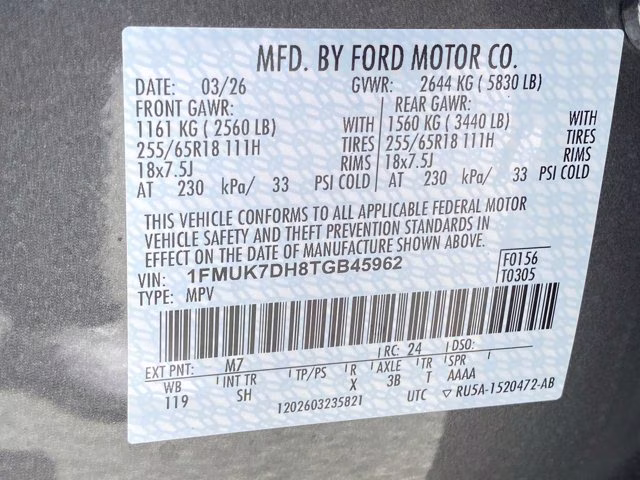 MFD. BY FORD MOTOR CO.
DATE: 03/26 GVWR: 2644 KG ( 5830 LB)
FRONT GAWR: REAR GAWR:
1161 KG ( 2560 LB) WITH 1560 KG ( 3440 LB) WITH
255/65R18 111H TIRES 255/65R18 111H TIRES
18x7.5J RIMS 18x7.5J RIMS
AT 230 kPa/ 33 PSI COLD AT 230 kPa/ 33 PSI COLD
THIS VEHICLE CONFORMS TO ALL APPLICABLE FEDERAL MOTOR
VEHICLE SAFETY AND THEFT PREVENTION STANDARDS IN
EFFECT ON THE DATE OF MANUFACTURE SHOWN ABOVE.
VIN: 1FMUK7DH8TGB45962 F0156
TYPE: MPV T0305
EXT PNT: M7 RC: 24 DSO:
WB INT TR TP/PS R AXLE TR SPR
119 SH X 3B T AAAA
1202603235821 UTC ▽ RU5A-1520472-AB